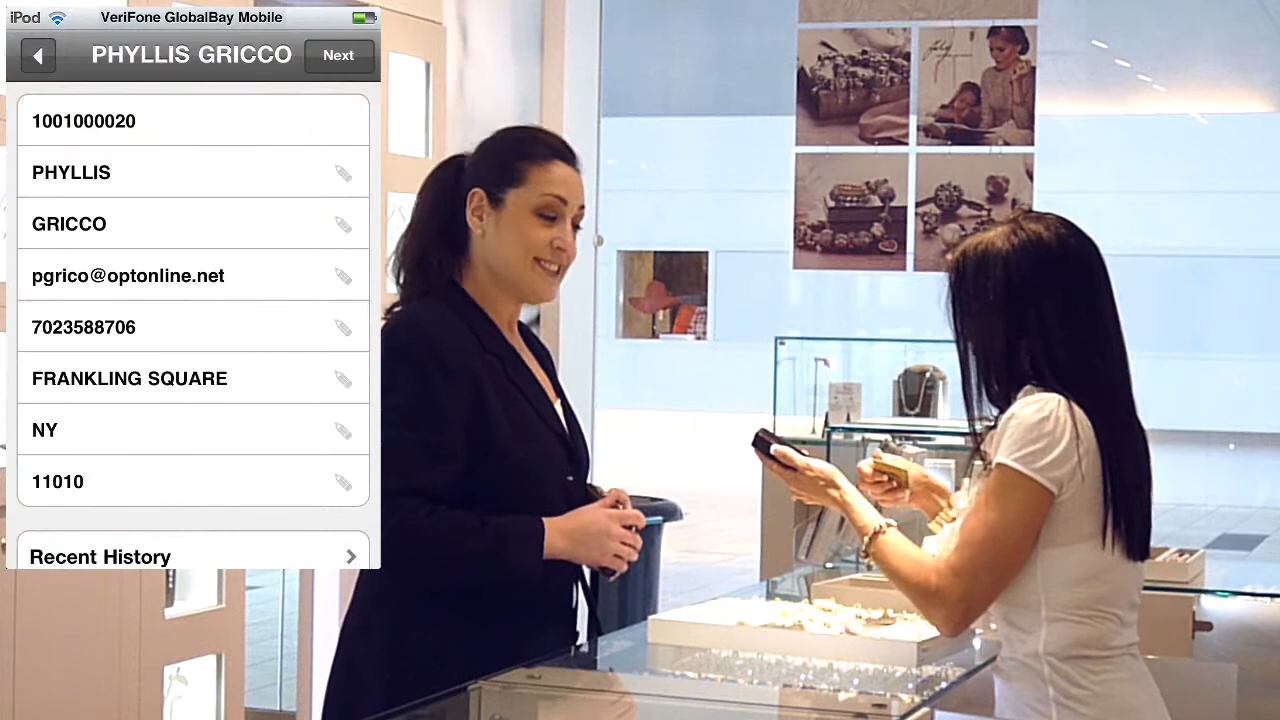 iPod VeriFone GlobalBay Mobile
PHYLLIS GRICCO Next
1001000020
PHYLLIS
GRICCO
pgrico@optonline.net
7023588706
FRANKLING SQUARE
NY
11010
Recent History